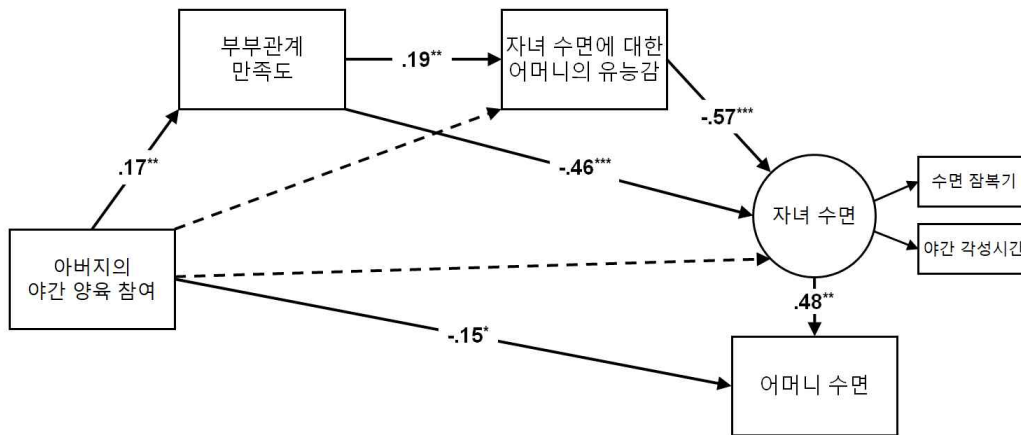 부부관계
만족도
.19**
자녀 수면에 대한
어머니의 유능감
-.57***
.17**
-.46***
수면 잠복기
자녀 수면
야간 각성시간
아버지의
야간 양육 참여
.48**
-.15*
어머니 수면